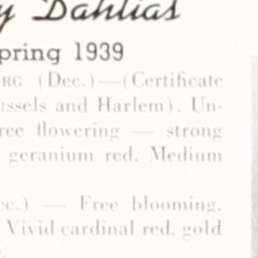 y Dahlias
pring 1939
RG (Dec.)—(Certificate
ussels and Harlem). Un-
ree flowering — strong
geranium red. Medium
ec.) — Free blooming.
Vivid cardinal red, gold